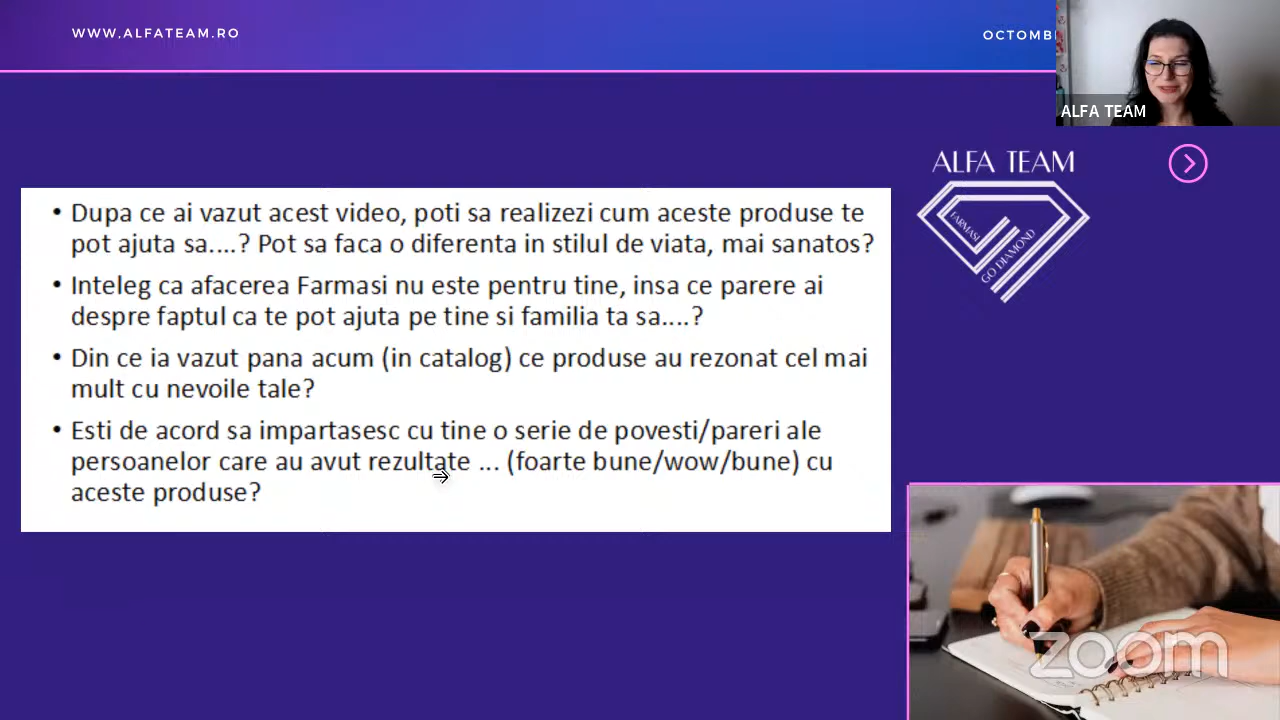 WWW.ALFATEAM.RO
OCTOMB
ALFA TEAM
ALFA TEAM
FARMASI
GO DIAMOND
• Dupa ce ai vazut acest video, poti sa realizezi cum aceste produse te
pot ajuta sa....? Pot sa faca o diferenta in stilul de viata, mai sanatos?
• Inteleg ca afacerea Farmasi nu este pentru tine, insa ce parere ai
despre faptul ca te pot ajuta pe tine si familia ta sa....?
• Din ce ia vazut pana acum (in catalog) ce produse au rezonat cel mai
mult cu nevoile tale?
• Esti de acord sa impartasesc cu tine o serie de povesti/pareri ale
persoanelor care au avut rezultate ... (foarte bune/wow/bune) cu
aceste produse?
zoom